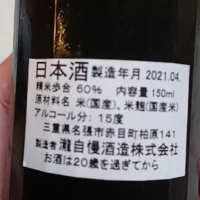 日本酒 製造年月 2021.04.
精米歩合 60% 内容量 150ml
原材料名 米(国産)、米麹(国産米)
アルコール分: 15度
三重県名張市赤目町柏原141
製造者 瀧自慢酒造株式会社
お酒は20歳を過ぎてから